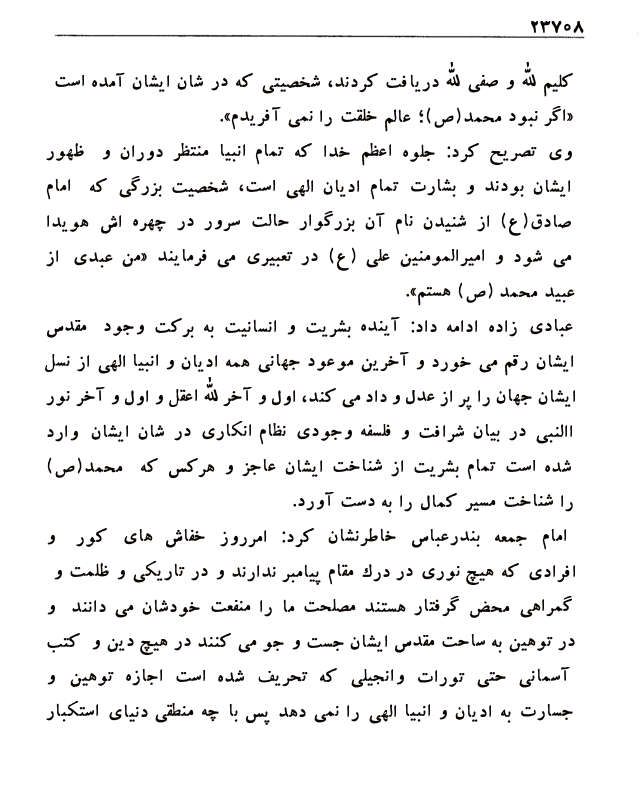 ۲۳۷۰۸
کلیم لله و صفی لله دریافت کردند، شخصیتی که در شان ایشان آمده است
«اگر نبود محمد(ص)؛ عالم خلقت را نمی آفریدم».
وی تصریح کرد: جلوه اعظم خدا که تمام انبیا منتظر دوران و ظهور
ایشان بودند و بشارت تمام ادیان الهی است، شخصیت بزرگی که امام
صادق(ع) از شنیدن نام آن بزرگوار حالت سرور در چهره اش هویدا
می شود و امیرالمومنین علی (ع) در تعبیری می فرمایند «من عبدی از
عبید محمد (ص) هستم».
عبادی زاده ادامه داد: آینده بشریت و انسانیت به برکت وجود مقدس
ایشان رقم می خورد و آخرین موعود جهانی همه ادیان و انبیا الهی از نسل
ایشان جهان را پر از عدل و داد می کند، اول و آخر لله اعقل و اول و آخر نور
االنبی در بیان شرافت و فلسفه وجودی نظام انکاری در شان ایشان وارد
شده است تمام بشریت از شناخت ایشان عاجز و هرکس که محمد(ص)
را شناخت مسیر کمال را به دست آورد.
امام جمعه بندرعباس خاطرنشان کرد: امرروز خفاش های کور و
افرادی که هیچ نوری در درك مقام پیامبر ندارند و در تاریکی و ظلمت و
گمراهی محض گرفتار هستند مصلحت ما را منفعت خودشان می دانند و
در توهین به ساحت مقدس ایشان جست و جو می کنند در هیچ دین و کتب
آسمانی حتی تورات وانجیلی که تحریف شده است اجازه توهین و
جسارت به ادیان و انبیا الهی را نمی دهد پس با چه منطقی دنیای استکبار